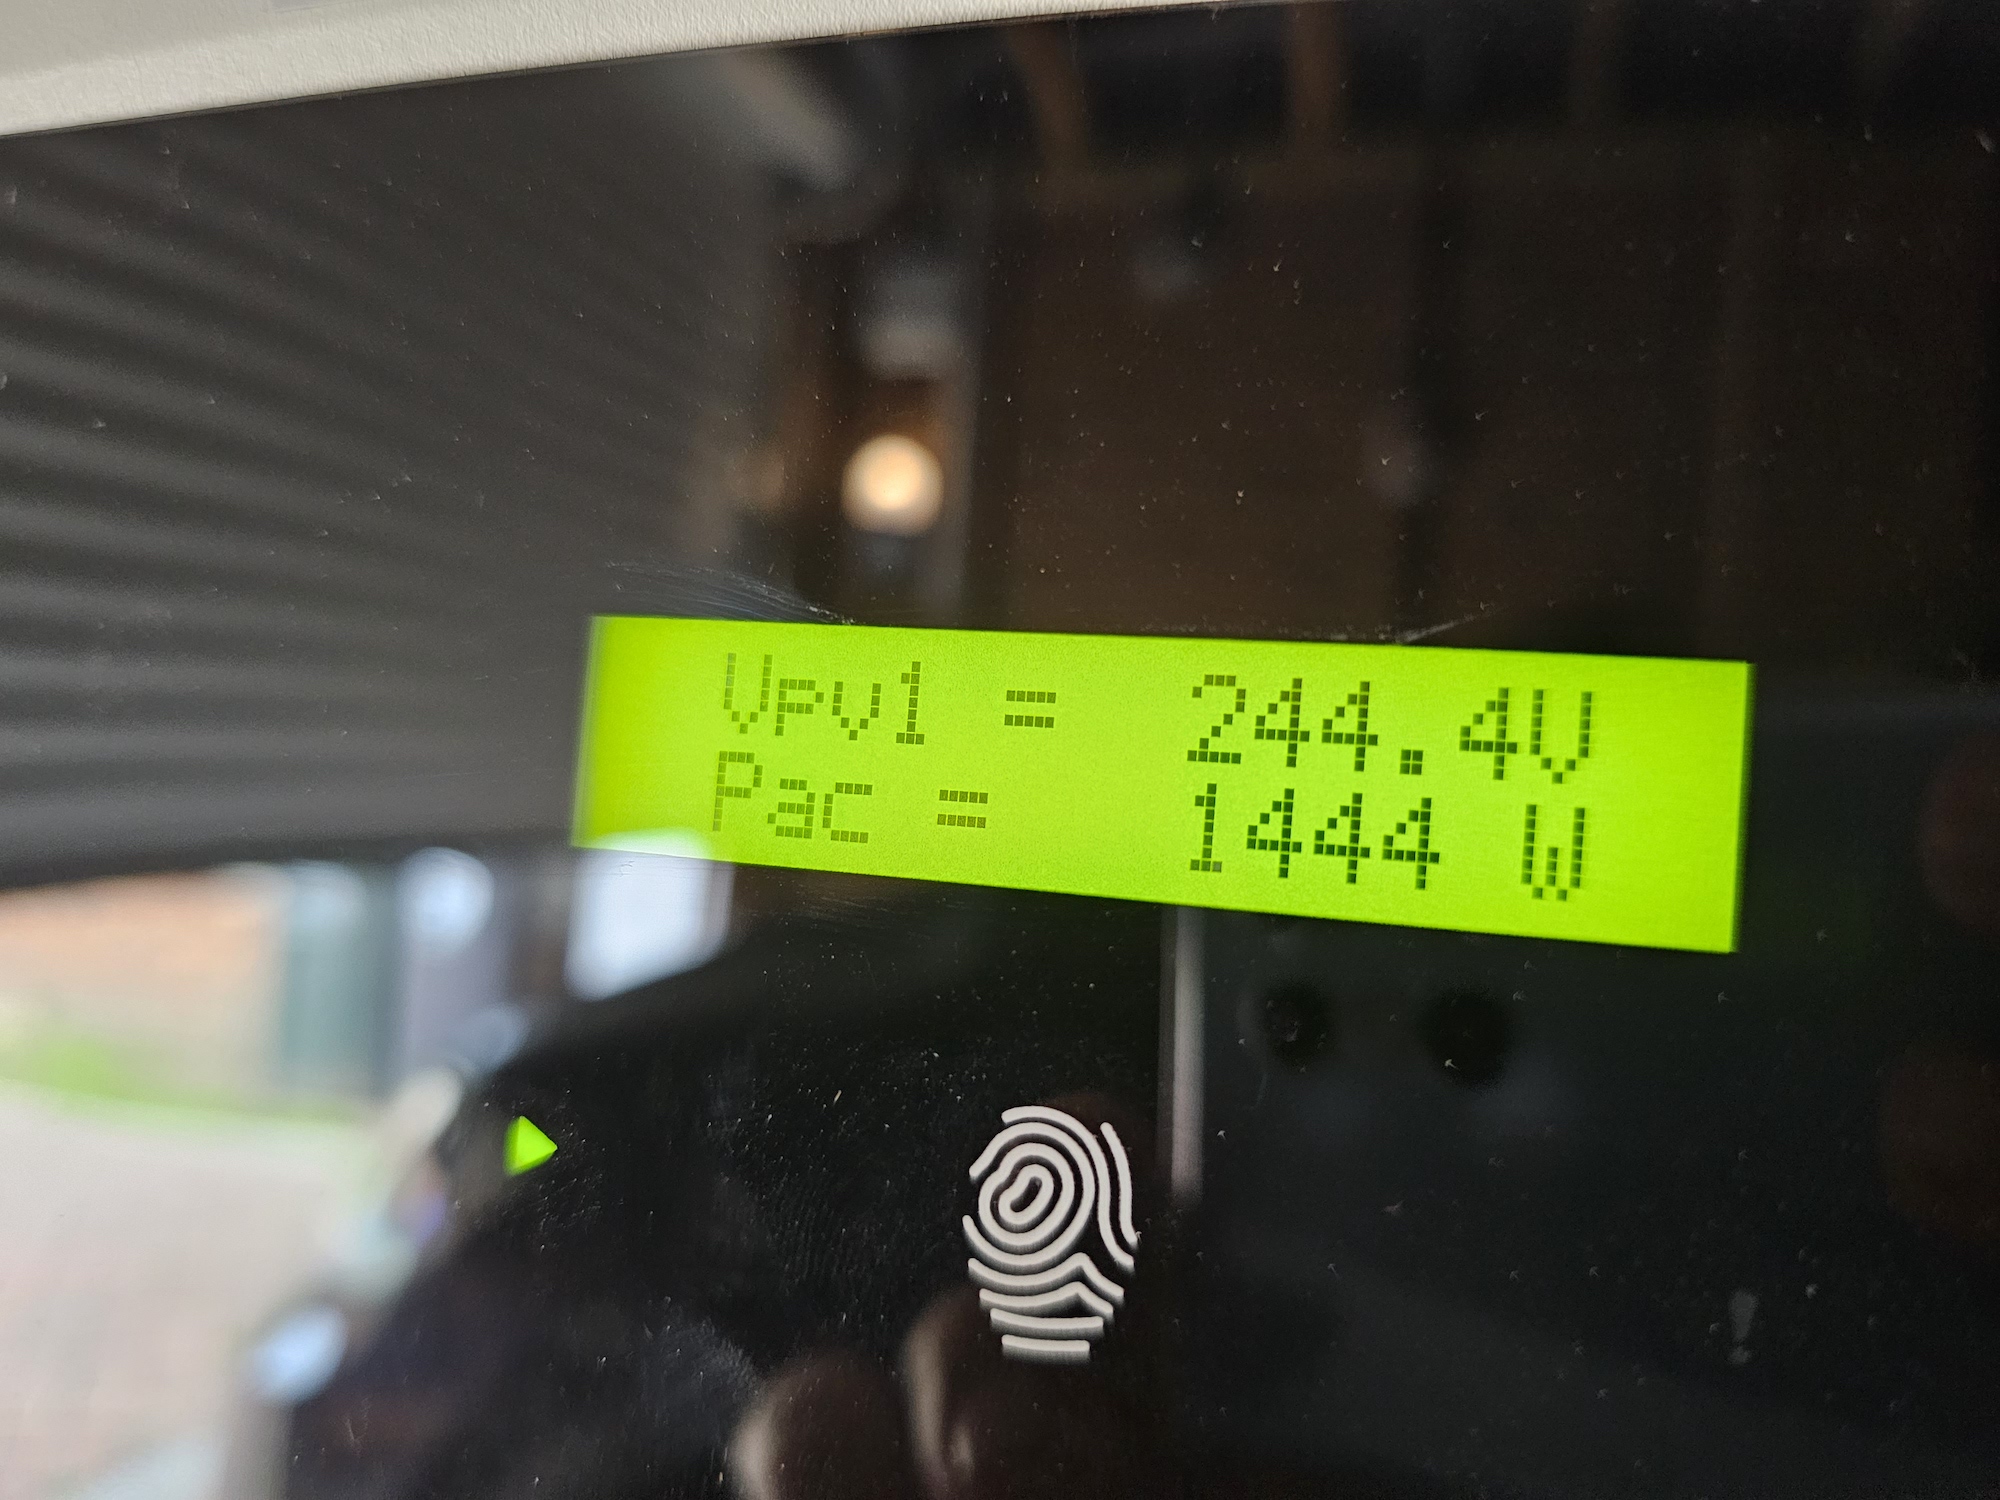 Vpv1 = 244.4V
Pac = 1444 W